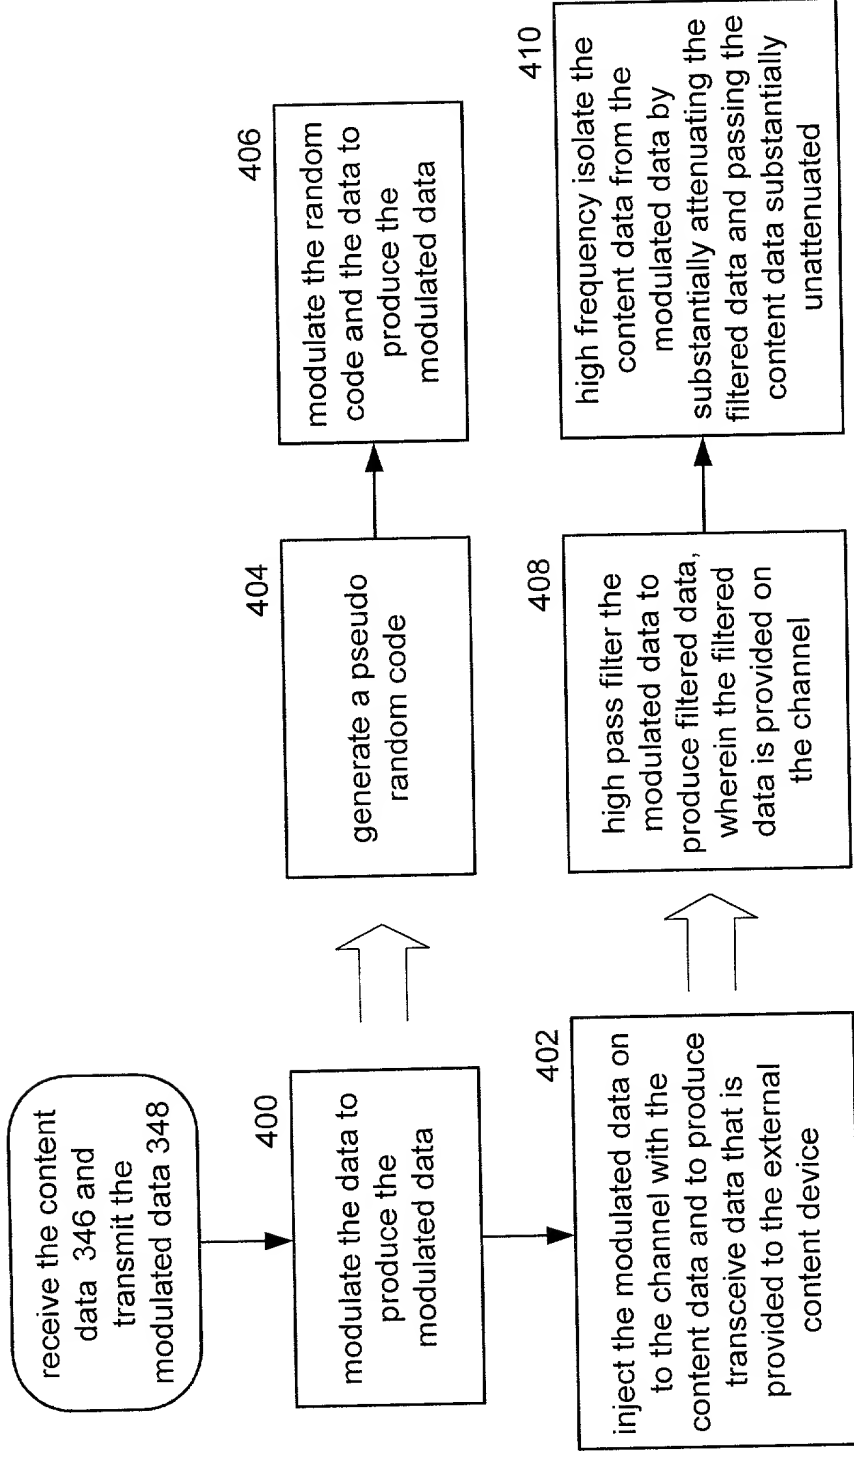 receive the content
data 346 and
transmit the
modulated data 348
400
modulate the data to
produce the
modulated data
402
inject the modulated data on
to the channel with the
content data and to produce
transceive data that is
provided to the external
content device
404
generate a pseudo
random code
406
modulate the random
code and the data to
produce the
modulated data
408
high pass filter the
modulated data to
produce filtered data,
wherein the filtered
data is provided on
the channel
410
high frequency isolate the
content data from the
modulated data by
substantially attenuating the
filtered data and passing the
content data substantially
unattenuated